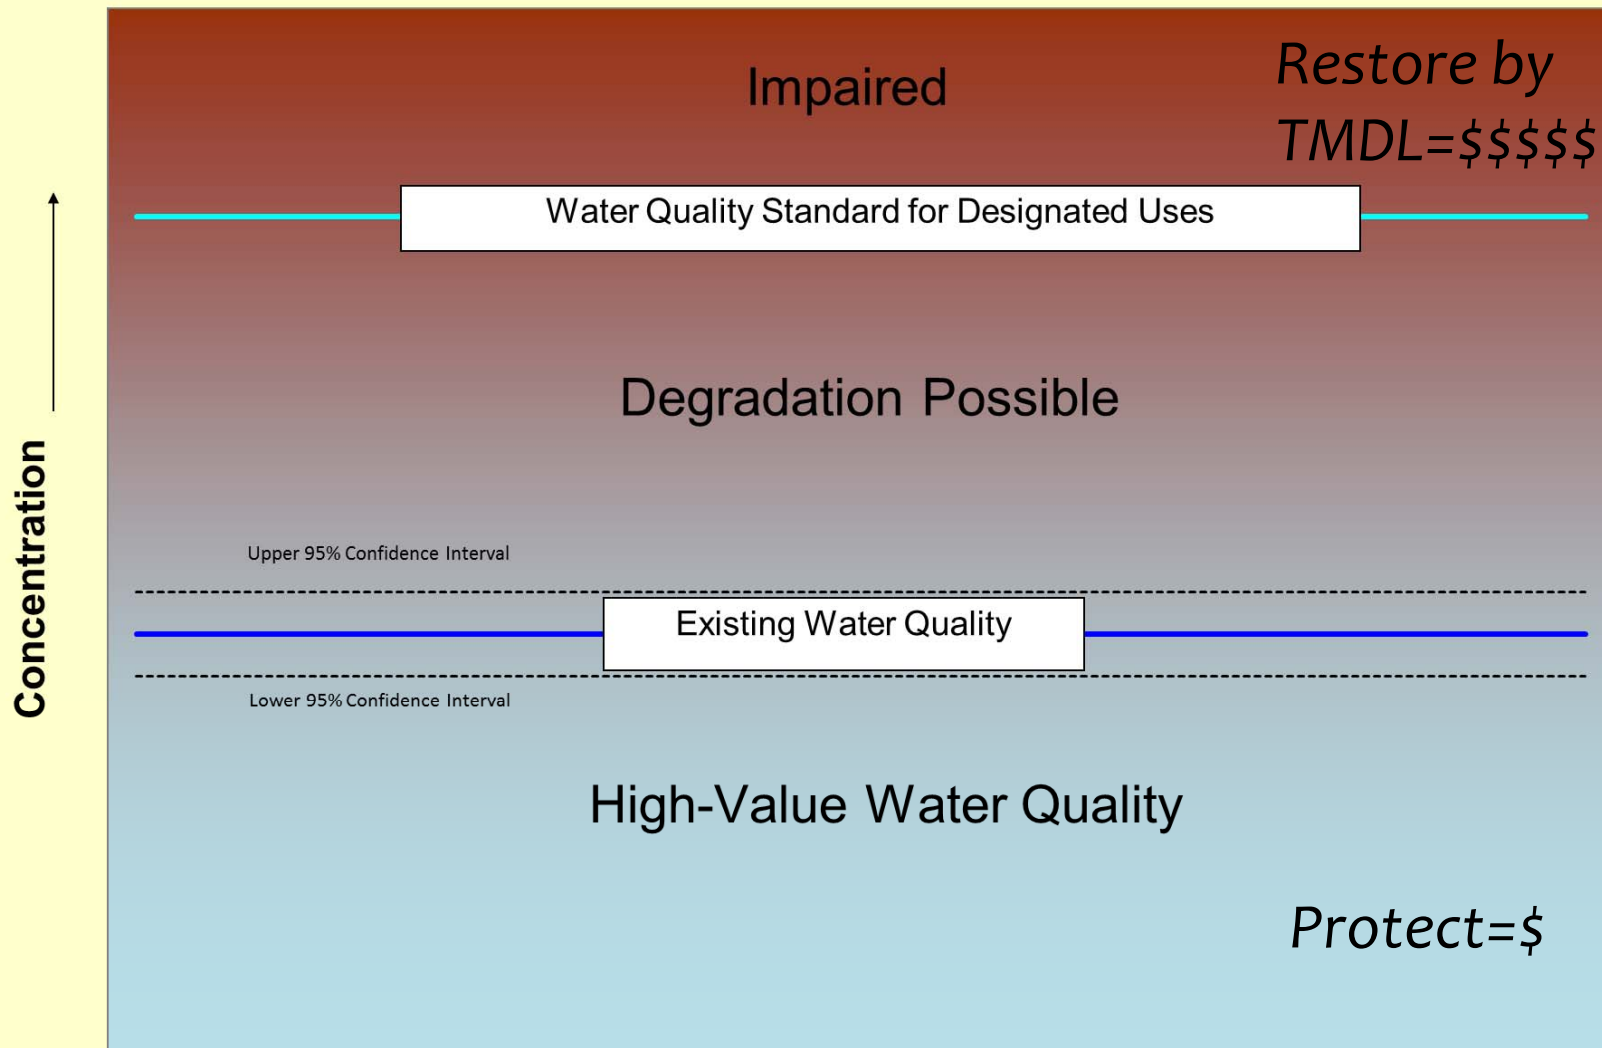 Impaired
Restore by
TMDL=$$$$$
Water Quality Standard for Designated Uses
Degradation Possible
Concentration
Upper 95% Confidence Interval
Existing Water Quality
Lower 95% Confidence Interval
High-Value Water Quality
Protect=$